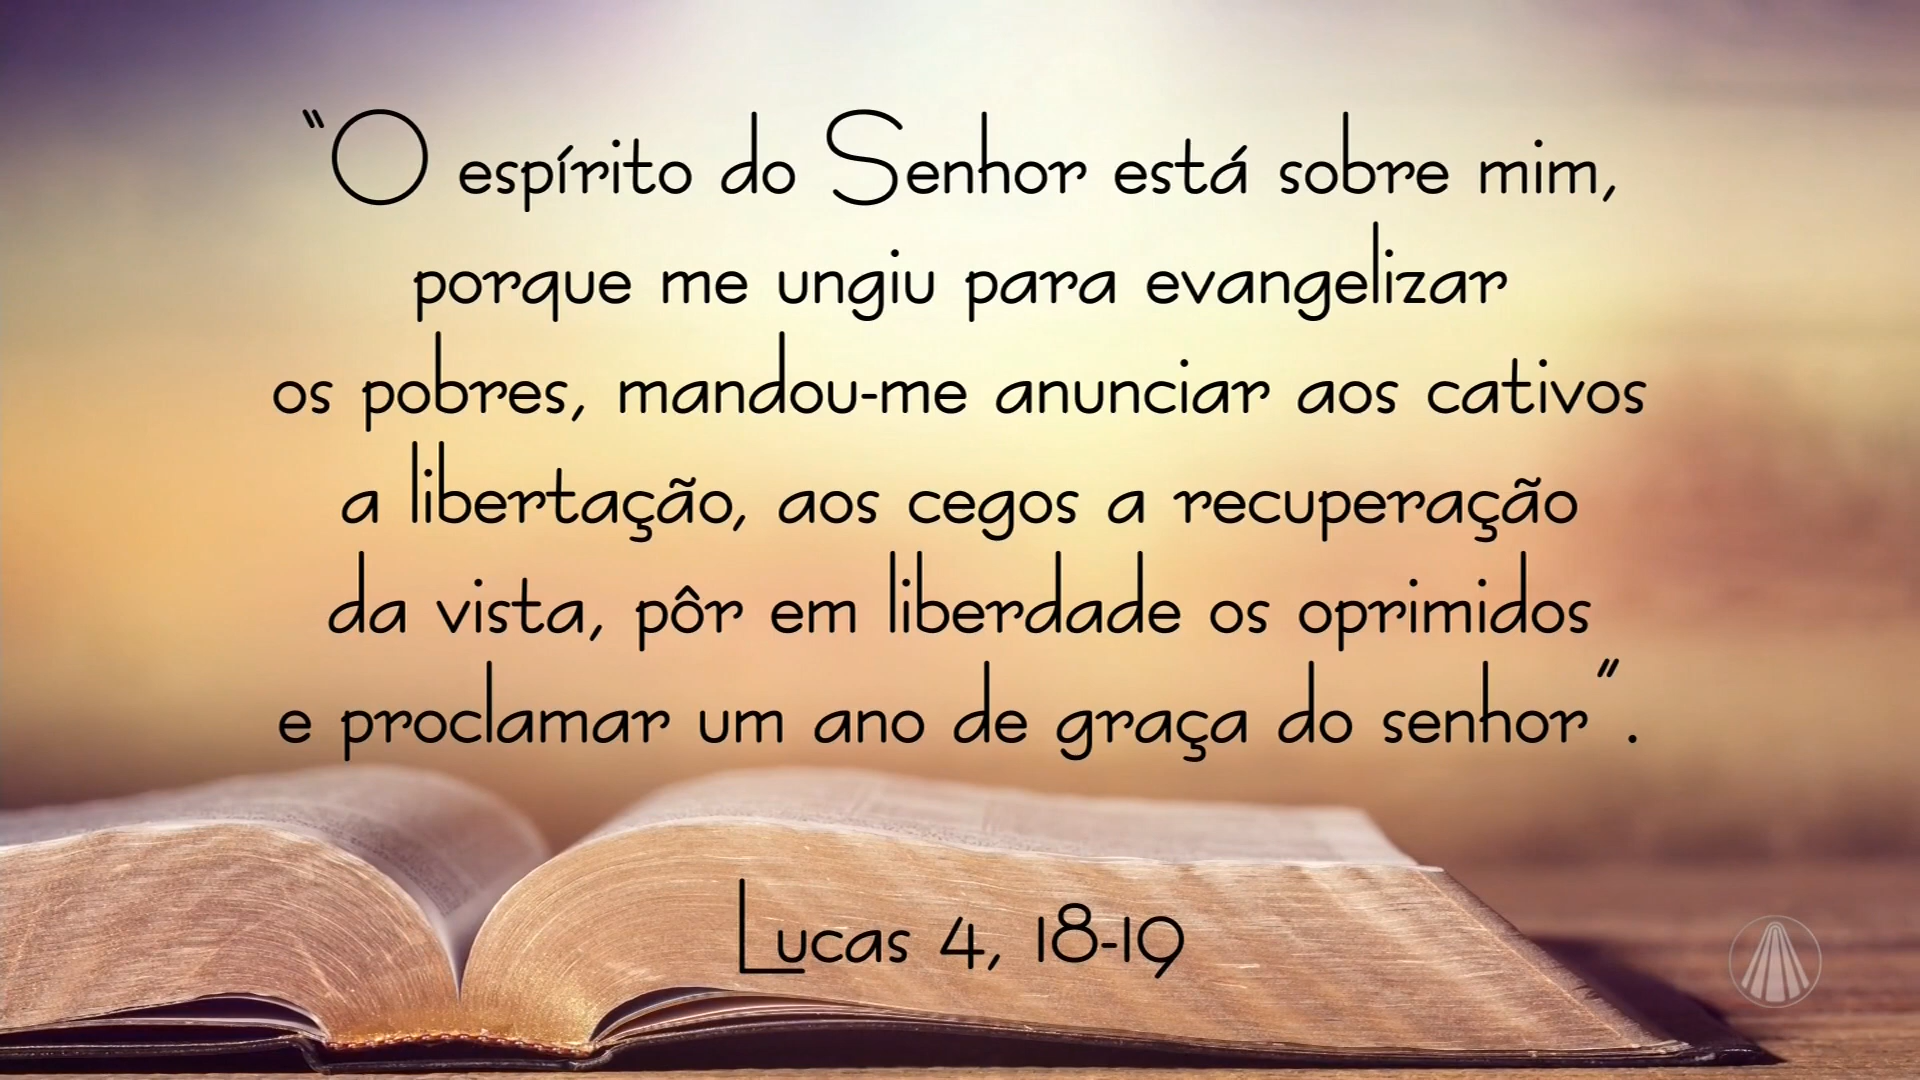 “O espírito do Senhor está sobre mim,
porque me ungiu para evangelizar
os pobres, mandou-me anunciar aos cativos
a libertação, aos cegos a recuperação
da vista, pôr em liberdade os oprimidos
e proclamar um ano de graça do senhor”.
Lucas 4, 18-19